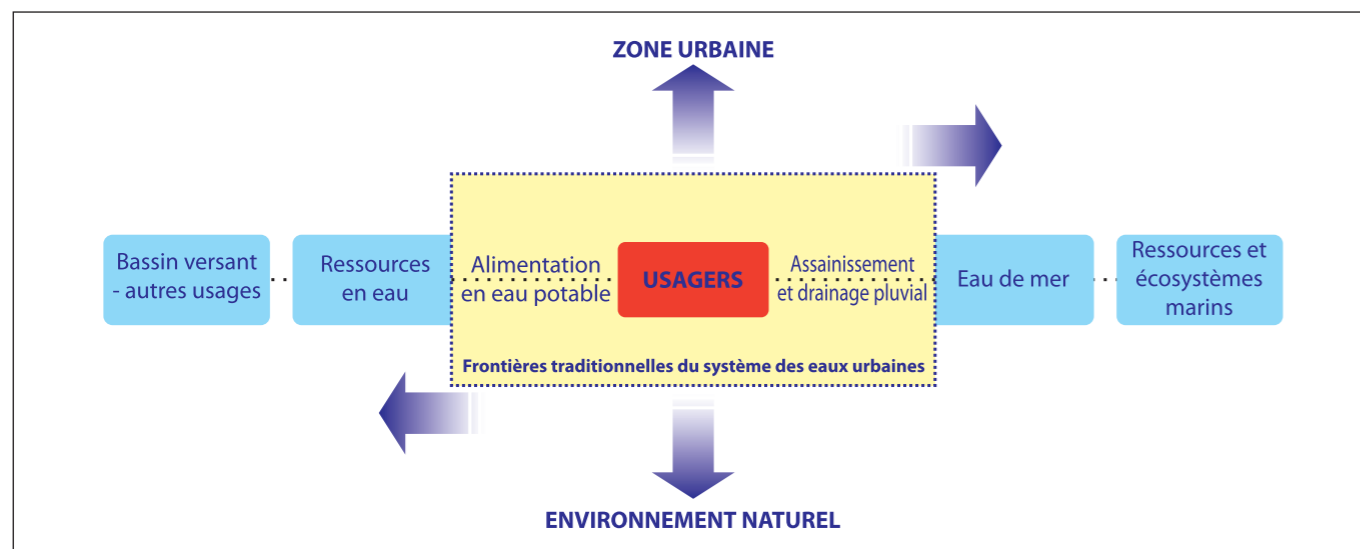 ZONE URBAINE
Bassin versant
- autres usages
Ressources
en eau
Alimentation
en eau potable
USAGERS
Assainissement
et drainage pluvial
Eau de mer
Ressources et
écosystèmes
marins
Frontières traditionnelles du système des eaux urbaines
ENVIRONNEMENT NATUREL